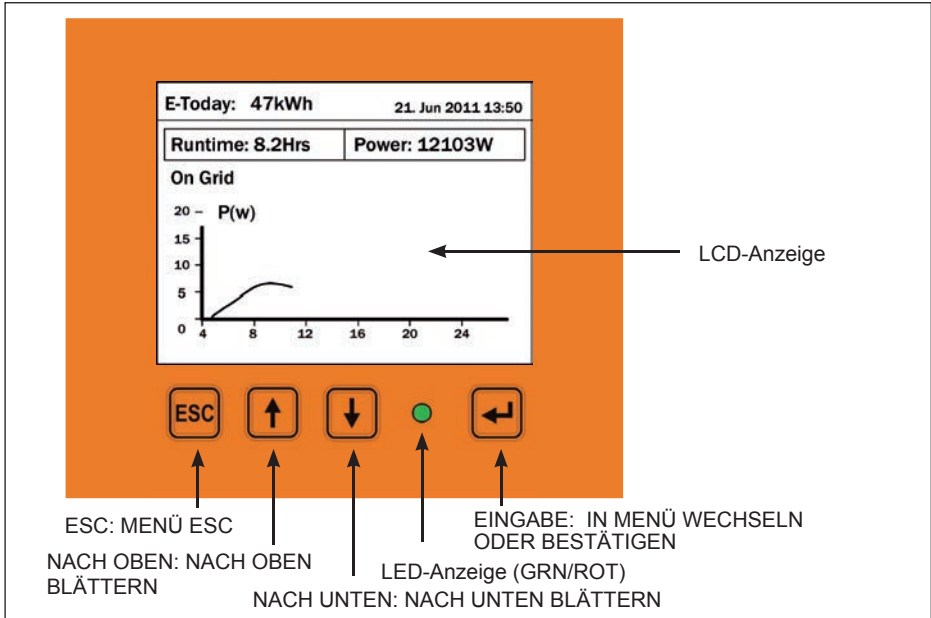 E-Today: 47kWh 21. Jun 2011 13:50
Runtime: 8.2Hrs Power: 12103W
On Grid
20 – P(w)
15
10
5
0 4 8 12 16 20 24
LCD-Anzeige
ESC
ESC: MENÜ ESC
NACH OBEN: NACH OBEN
BLÄTTERN
EINGABE: IN MENÜ WECHSELN
ODER BESTÄTIGEN
LED-Anzeige (GRN/ROT)
NACH UNTEN: NACH UNTEN BLÄTTERN